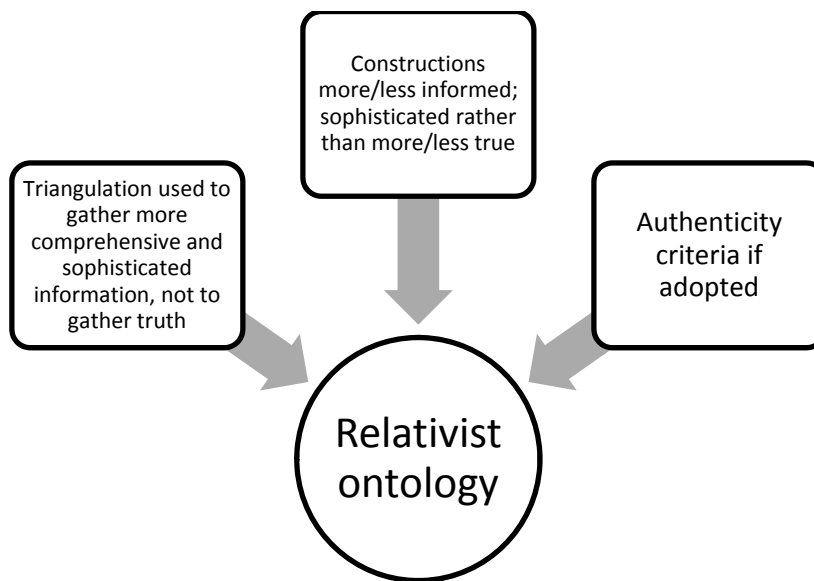 Constructions
more/less informed;
sophisticated rather
than more/less true
Triangulation used to
gather more
comprehensive and
sophisticated
information, not to
gather truth
Authenticity
criteria if
adopted
Relativist
ontology